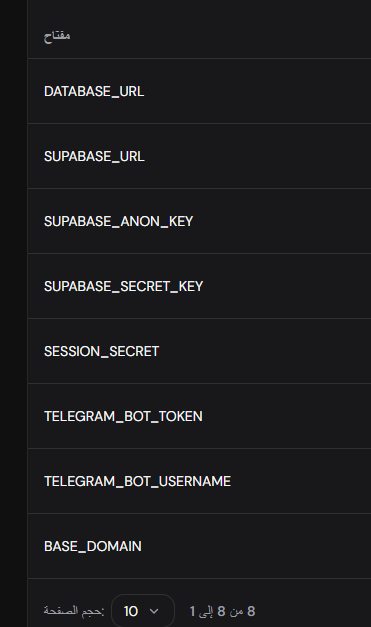 مفتاح
DATABASE_URL
SUPABASE_URL
SUPABASE_ANON_KEY
SUPABASE_SECRET_KEY
SESSION_SECRET
TELEGRAM_BOT_TOKEN
TELEGRAM_BOT_USERNAME
BASE_DOMAIN
حجم الصفحة: 10 1 إلى 8 من 8